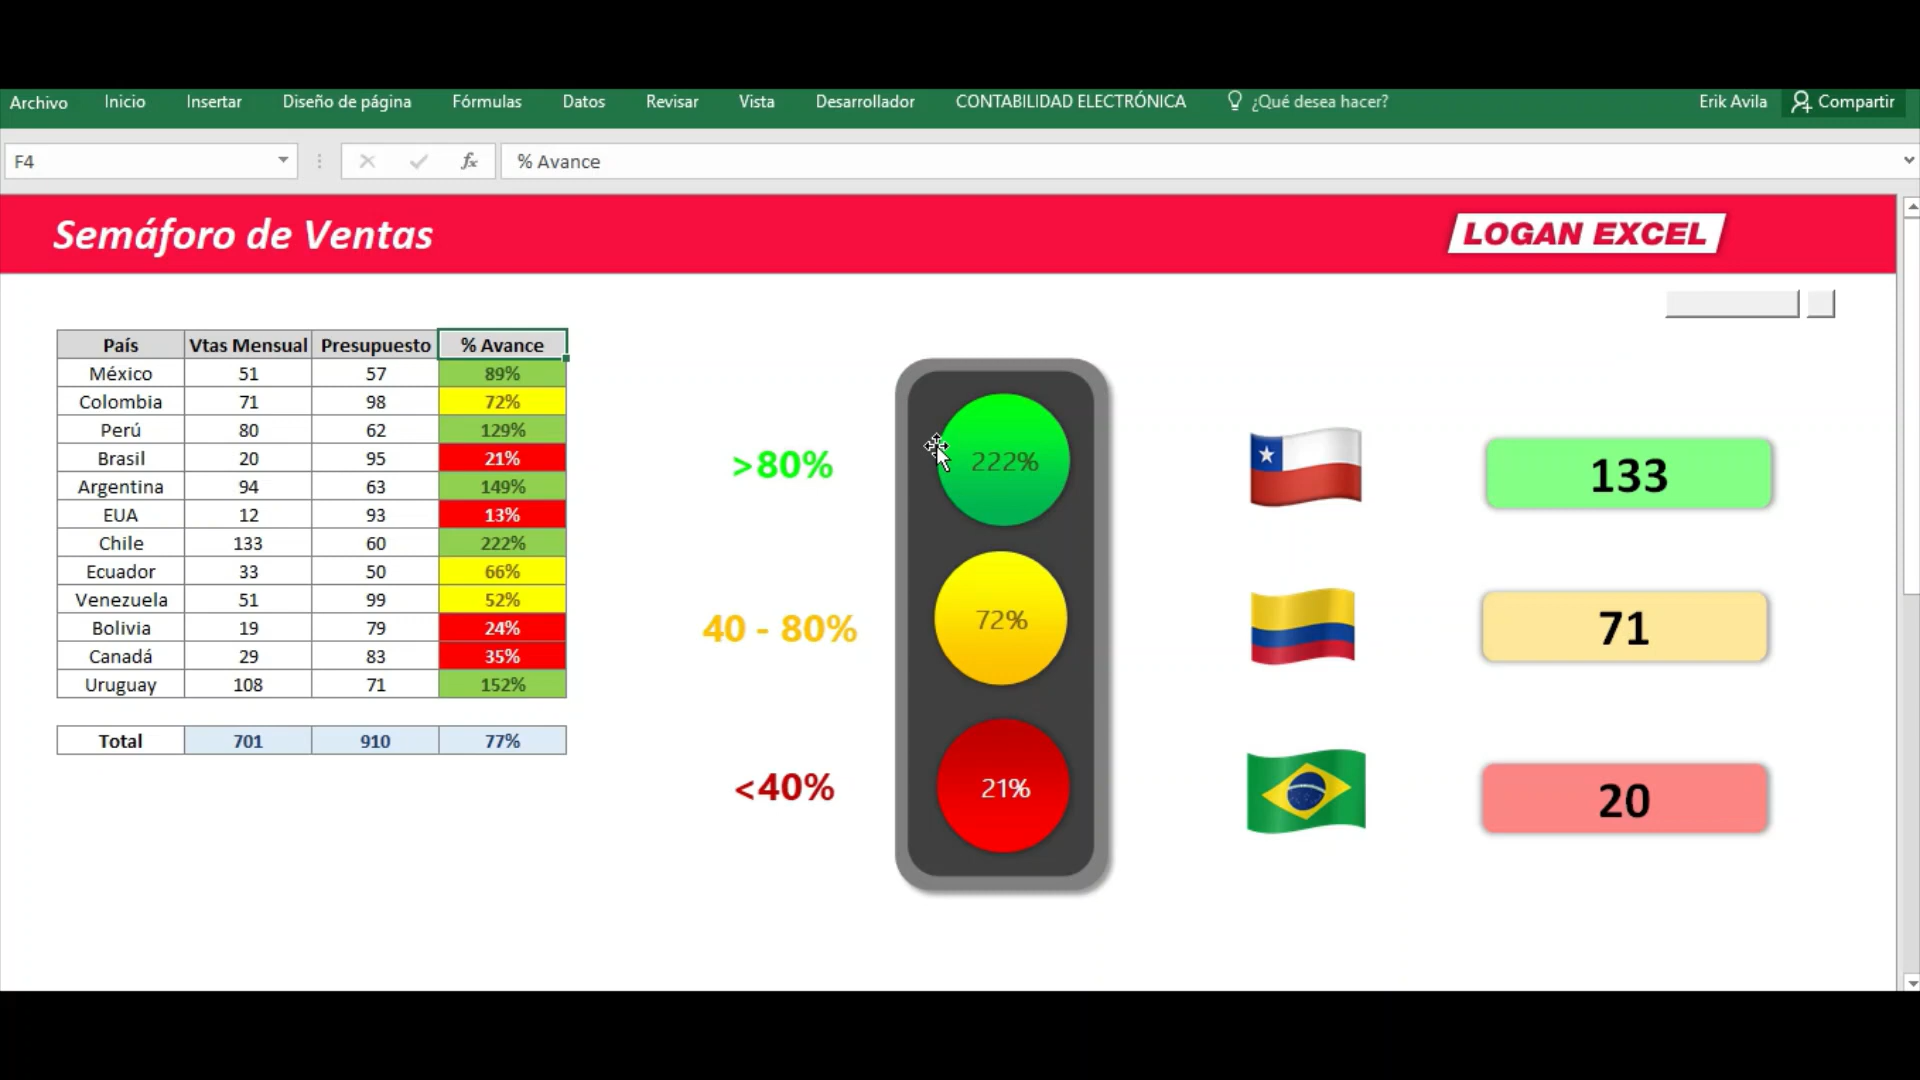 Archivo Inicio Insertar Diseño de página Fórmulas Datos Revisar Vista Desarrollador CONTABILIDAD ELECTRÓNICA ¿Qué desea hacer? Erik Avila Compartir
F4 fx % Avance
Semáforo de Ventas
LOGAN EXCEL
País Vtas Mensual Presupuesto % Avance
México 51 57 89%
Colombia 71 98 72%
Perú 80 62 129%
Brasil 20 95 21%
Argentina 94 63 149%
EUA 12 93 13%
Chile 133 60 222%
Ecuador 33 50 66%
Venezuela 51 99 52%
Bolivia 19 79 24%
Canadá 29 83 35%
Uruguay 108 71 152%
Total 701 910 77%
>80% 222% 133
40 - 80% 72% 71
<40% 21% 20